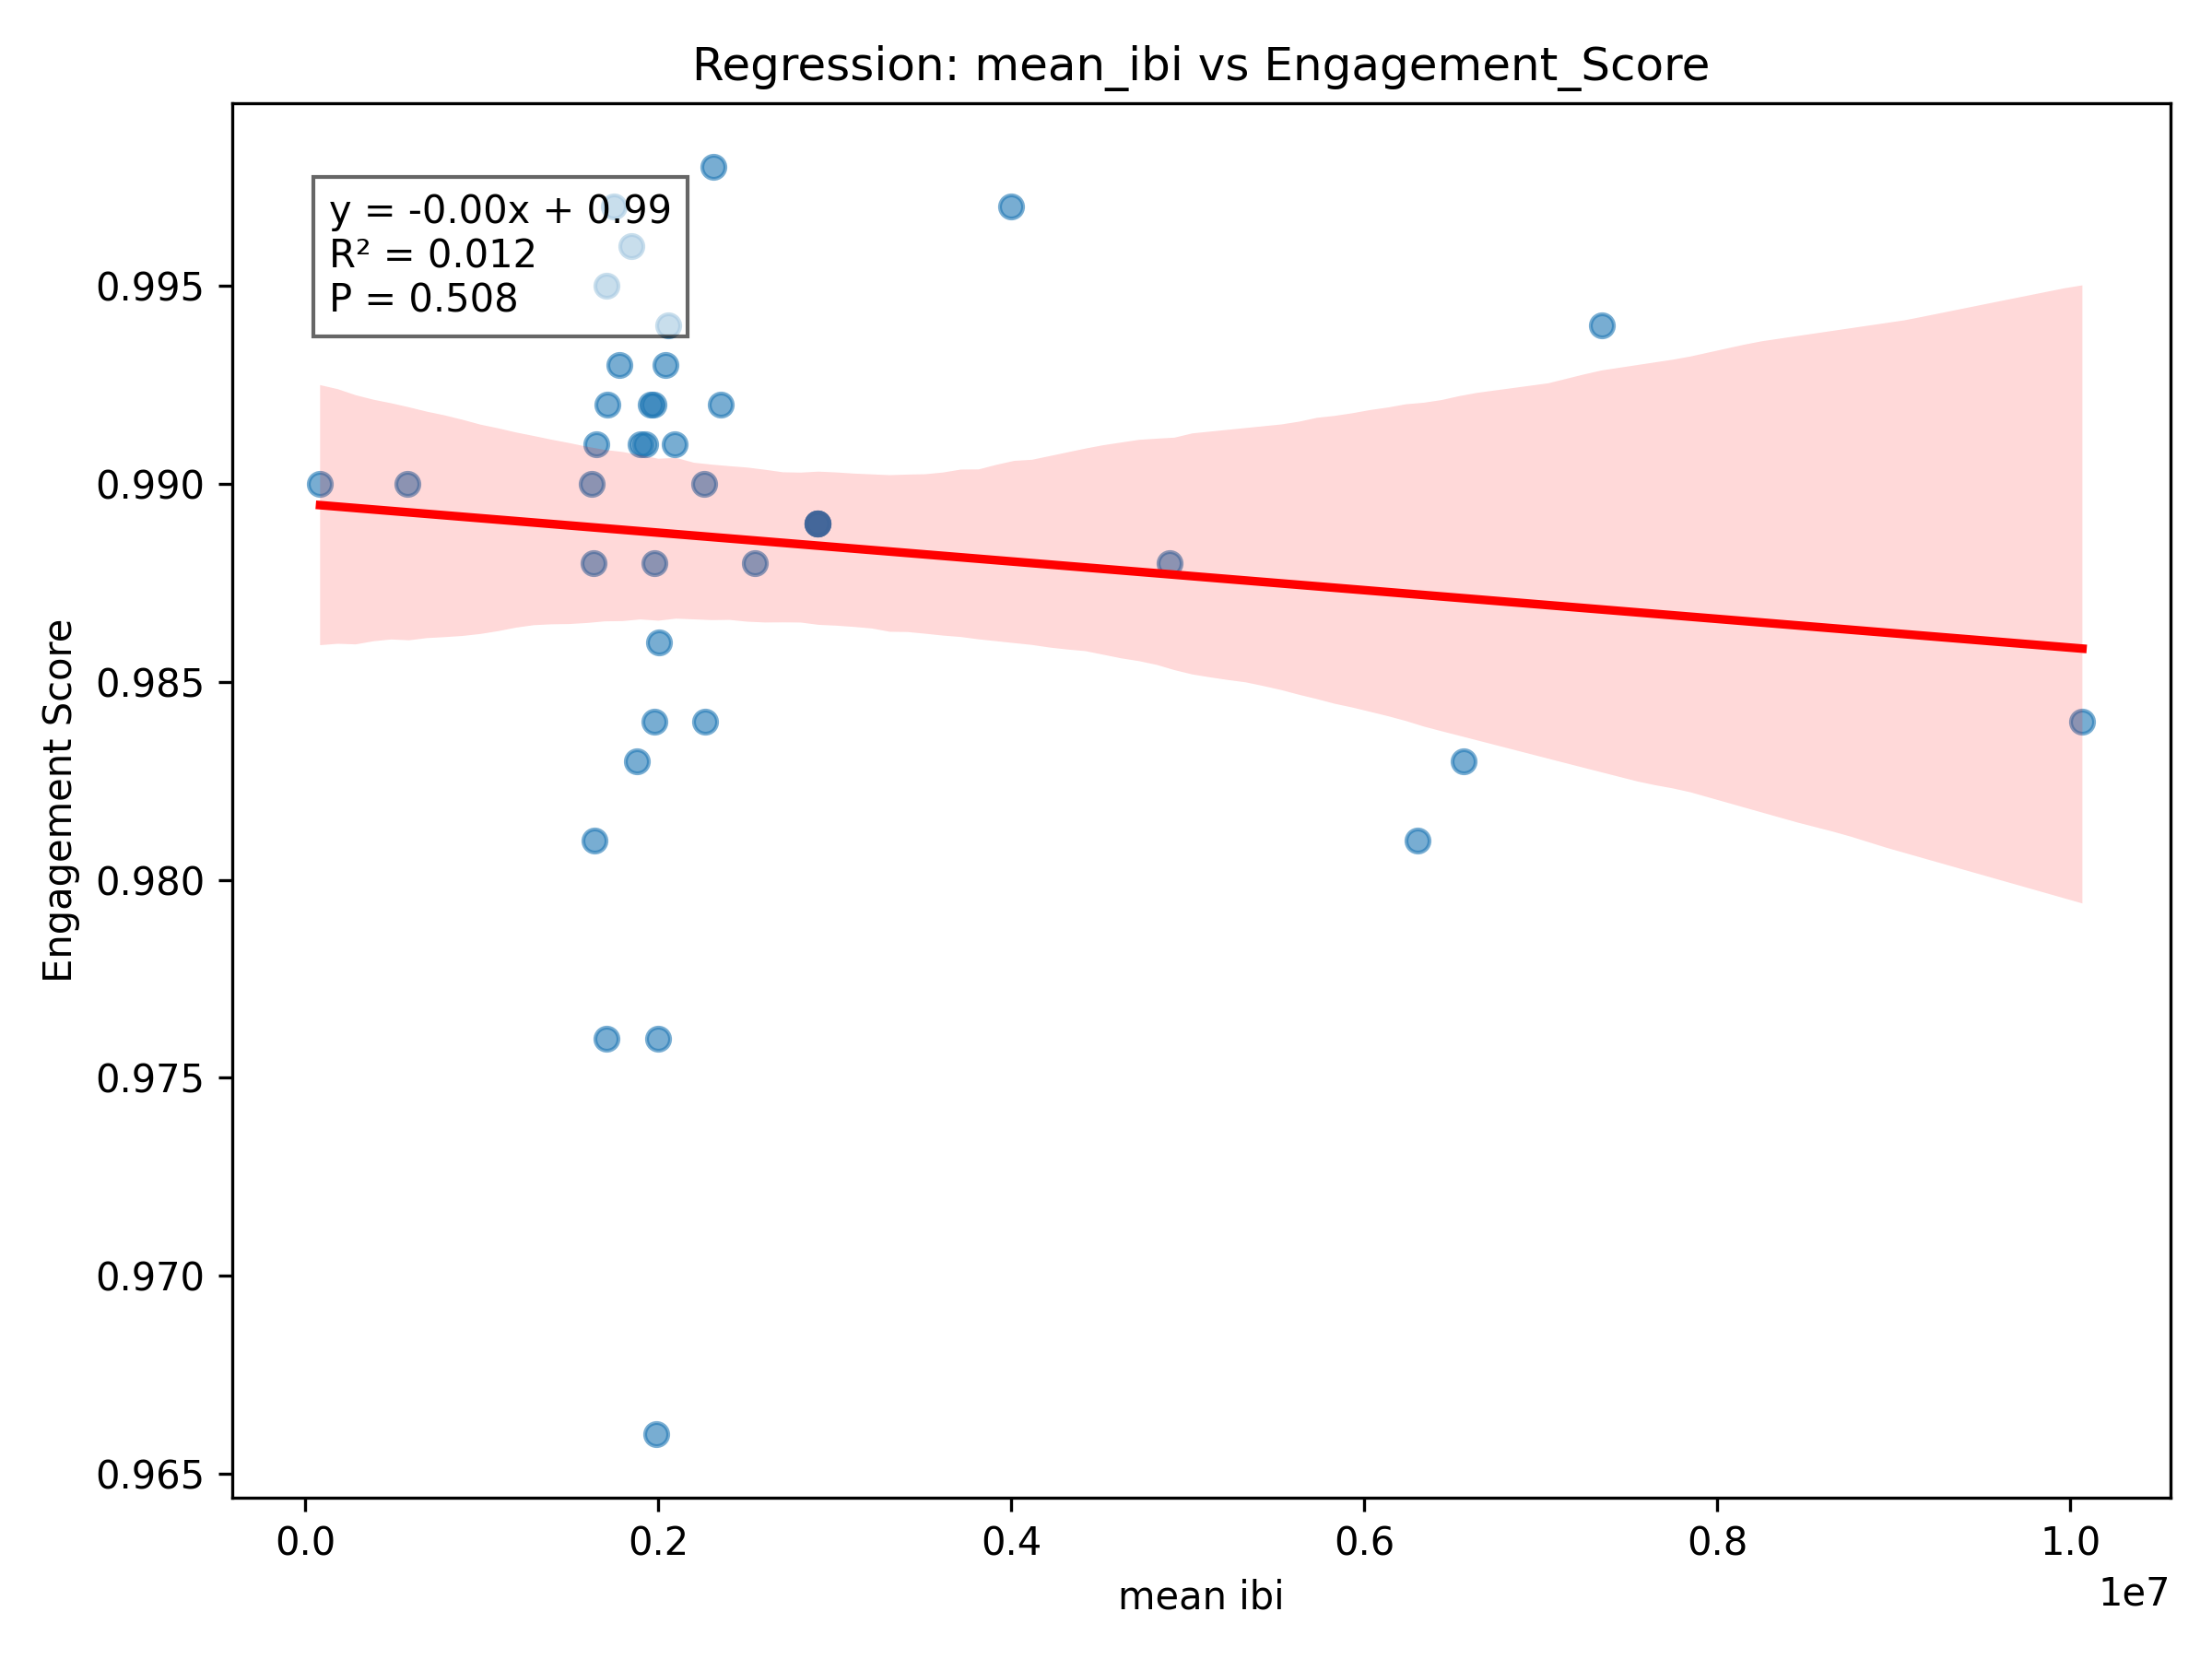 Regression: mean_ibi vs Engagement_Score
y = -0.00x + 0.99
R² = 0.012
P = 0.508
Engagement Score
0.995
0.990
0.985
0.980
0.975
0.970
0.965
0.0 0.2 0.4 0.6 0.8 1.0
1e7
mean ibi